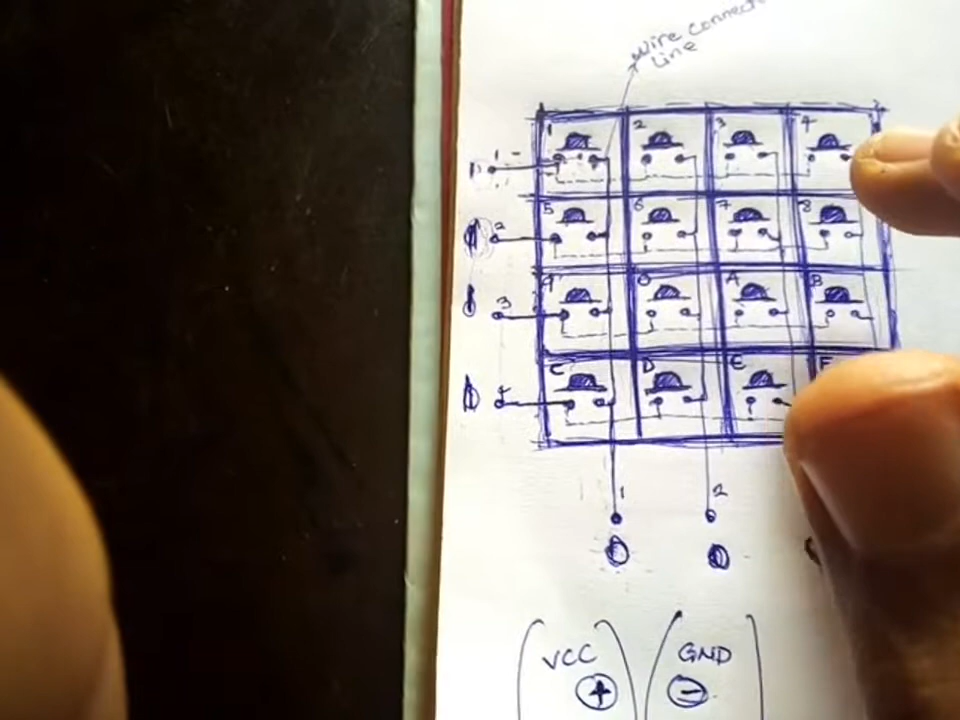 Wire connect
Line
1 2 3 4
1
5 6 7 8
2
9 0 A B
3
C D E F
1 2
VCC GND
+ −